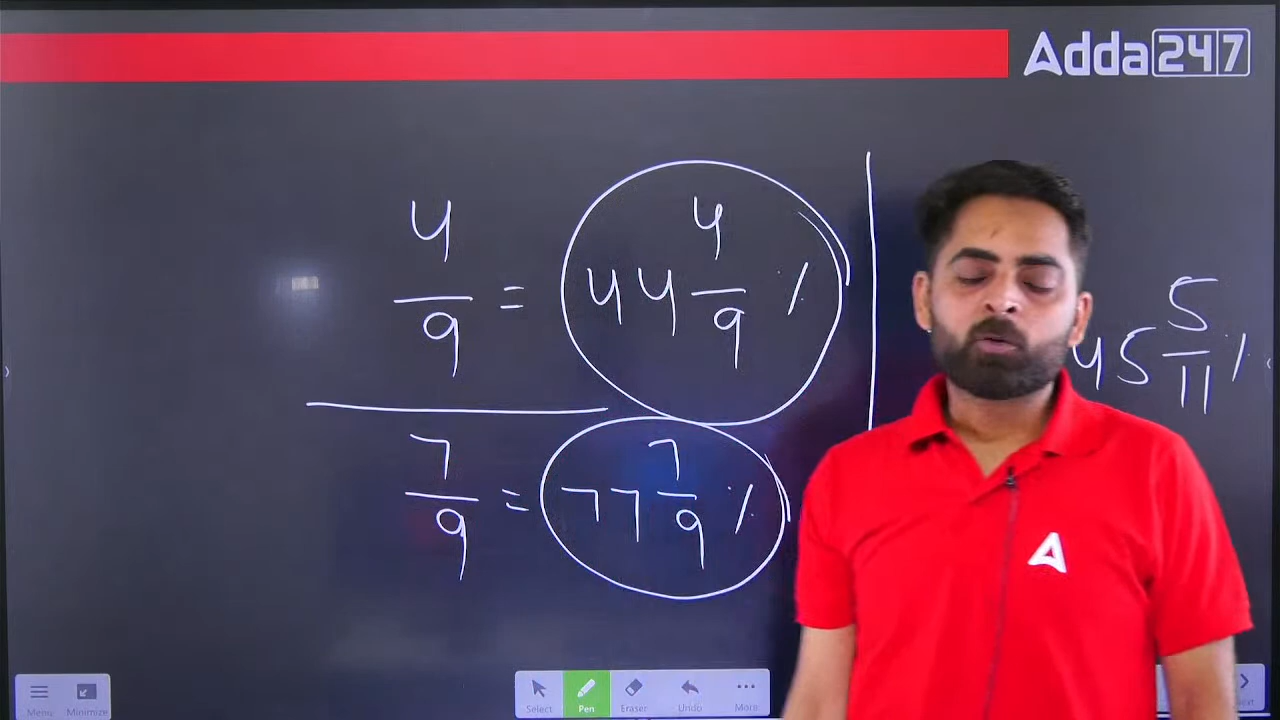 Adda247
4/9 = 44 4/9 %
7/9 = 77 7/9 %
45 5/11 %
Menu
Minimize
Select
Pen
Eraser
Undo
More